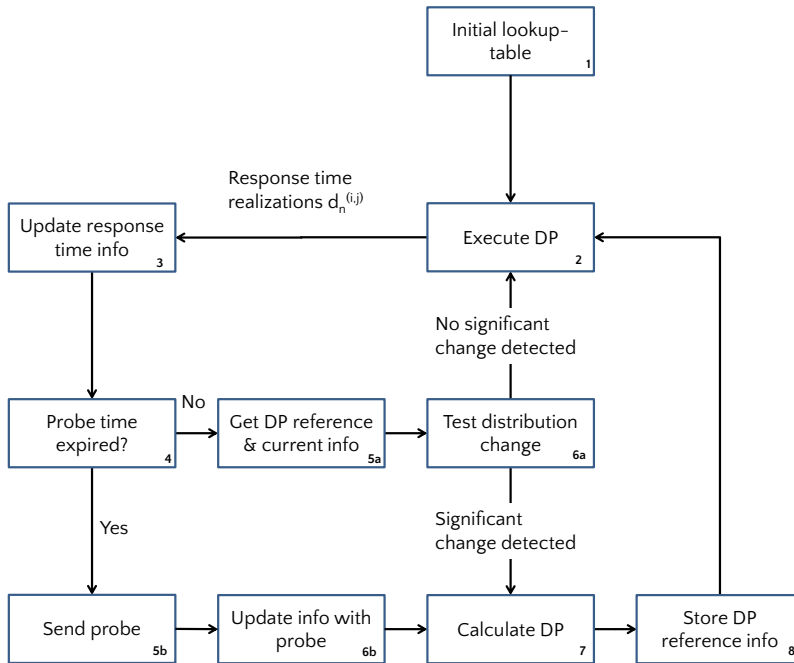 Initial lookup-
table
1
Response time
realizations dₙ⁽ⁱ,ʲ⁾
Update response
time info
3
Execute DP
2
No significant
change detected
No
Probe time
expired?
4
Get DP reference
& current info
5a
Test distribution
change
6a
Yes
Significant
change detected
Send probe
5b
Update info with
probe
6b
Calculate DP
7
Store DP
reference info
8